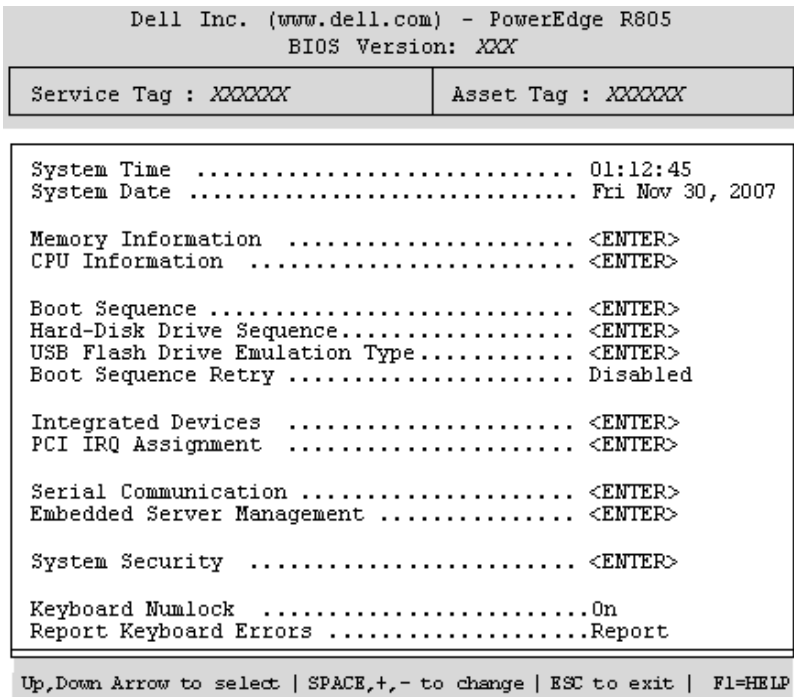 Dell Inc. (www.dell.com) - PowerEdge R805
BIOS Version: XXX
Service Tag : XXXXXX Asset Tag : XXXXXX
System Time ............................. 01:12:45
System Date .............................. Fri Nov 30, 2007
Memory Information ...................... <ENTER>
CPU Information ......................... <ENTER>
Boot Sequence ............................ <ENTER>
Hard-Disk Drive Sequence.................. <ENTER>
USB Flash Drive Emulation Type............ <ENTER>
Boot Sequence Retry ...................... Disabled
Integrated Devices ...................... <ENTER>
PCI IRQ Assignment ...................... <ENTER>
Serial Communication ..................... <ENTER>
Embedded Server Management ............... <ENTER>
System Security ......................... <ENTER>
Keyboard Numlock .........................On
Report Keyboard Errors ....................Report
Up,Down Arrow to select | SPACE,+,- to change | ESC to exit | F1=HELP